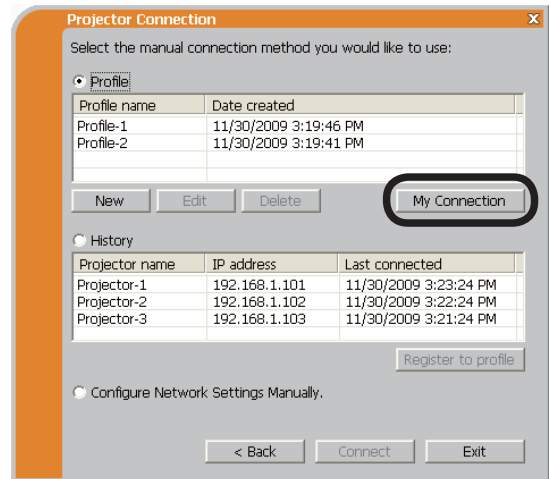 Projector Connection x
Select the manual connection method you would like to use:
Profile
Profile name Date created
Profile-1 11/30/2009 3:19:46 PM
Profile-2 11/30/2009 3:19:41 PM
New Edit Delete My Connection
History
Projector name IP address Last connected
Projector-1 192.168.1.101 11/30/2009 3:23:24 PM
Projector-2 192.168.1.102 11/30/2009 3:22:24 PM
Projector-3 192.168.1.103 11/30/2009 3:21:24 PM
Register to profile
Configure Network Settings Manually.
< Back Connect Exit